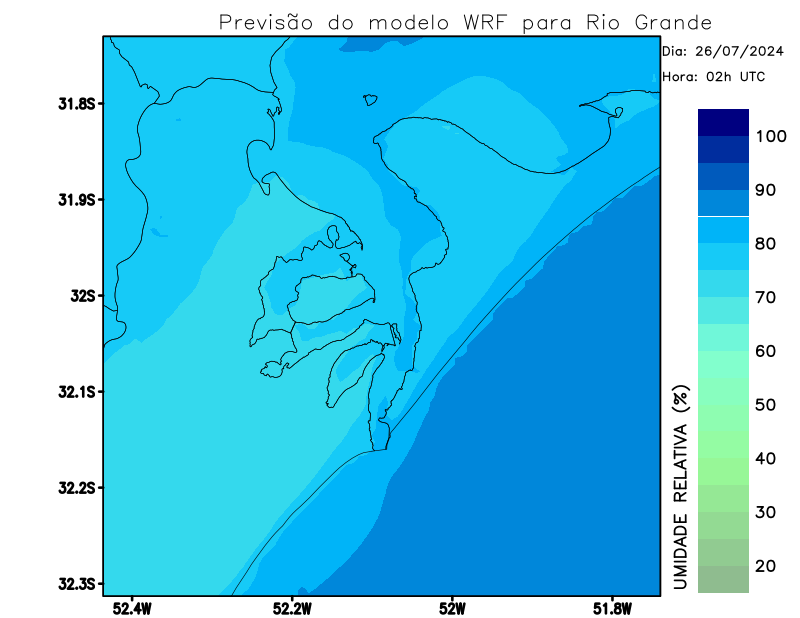 Previsão do modelo WRF para Rio Grande
Dia: 26/07/2024
Hora: 02h UTC
31.8S
31.9S
32S
32.1S
32.2S
32.3S
52.4W
52.2W
52W
51.8W
100
90
80
70
60
50
40
30
20
UMIDADE RELATIVA (%)